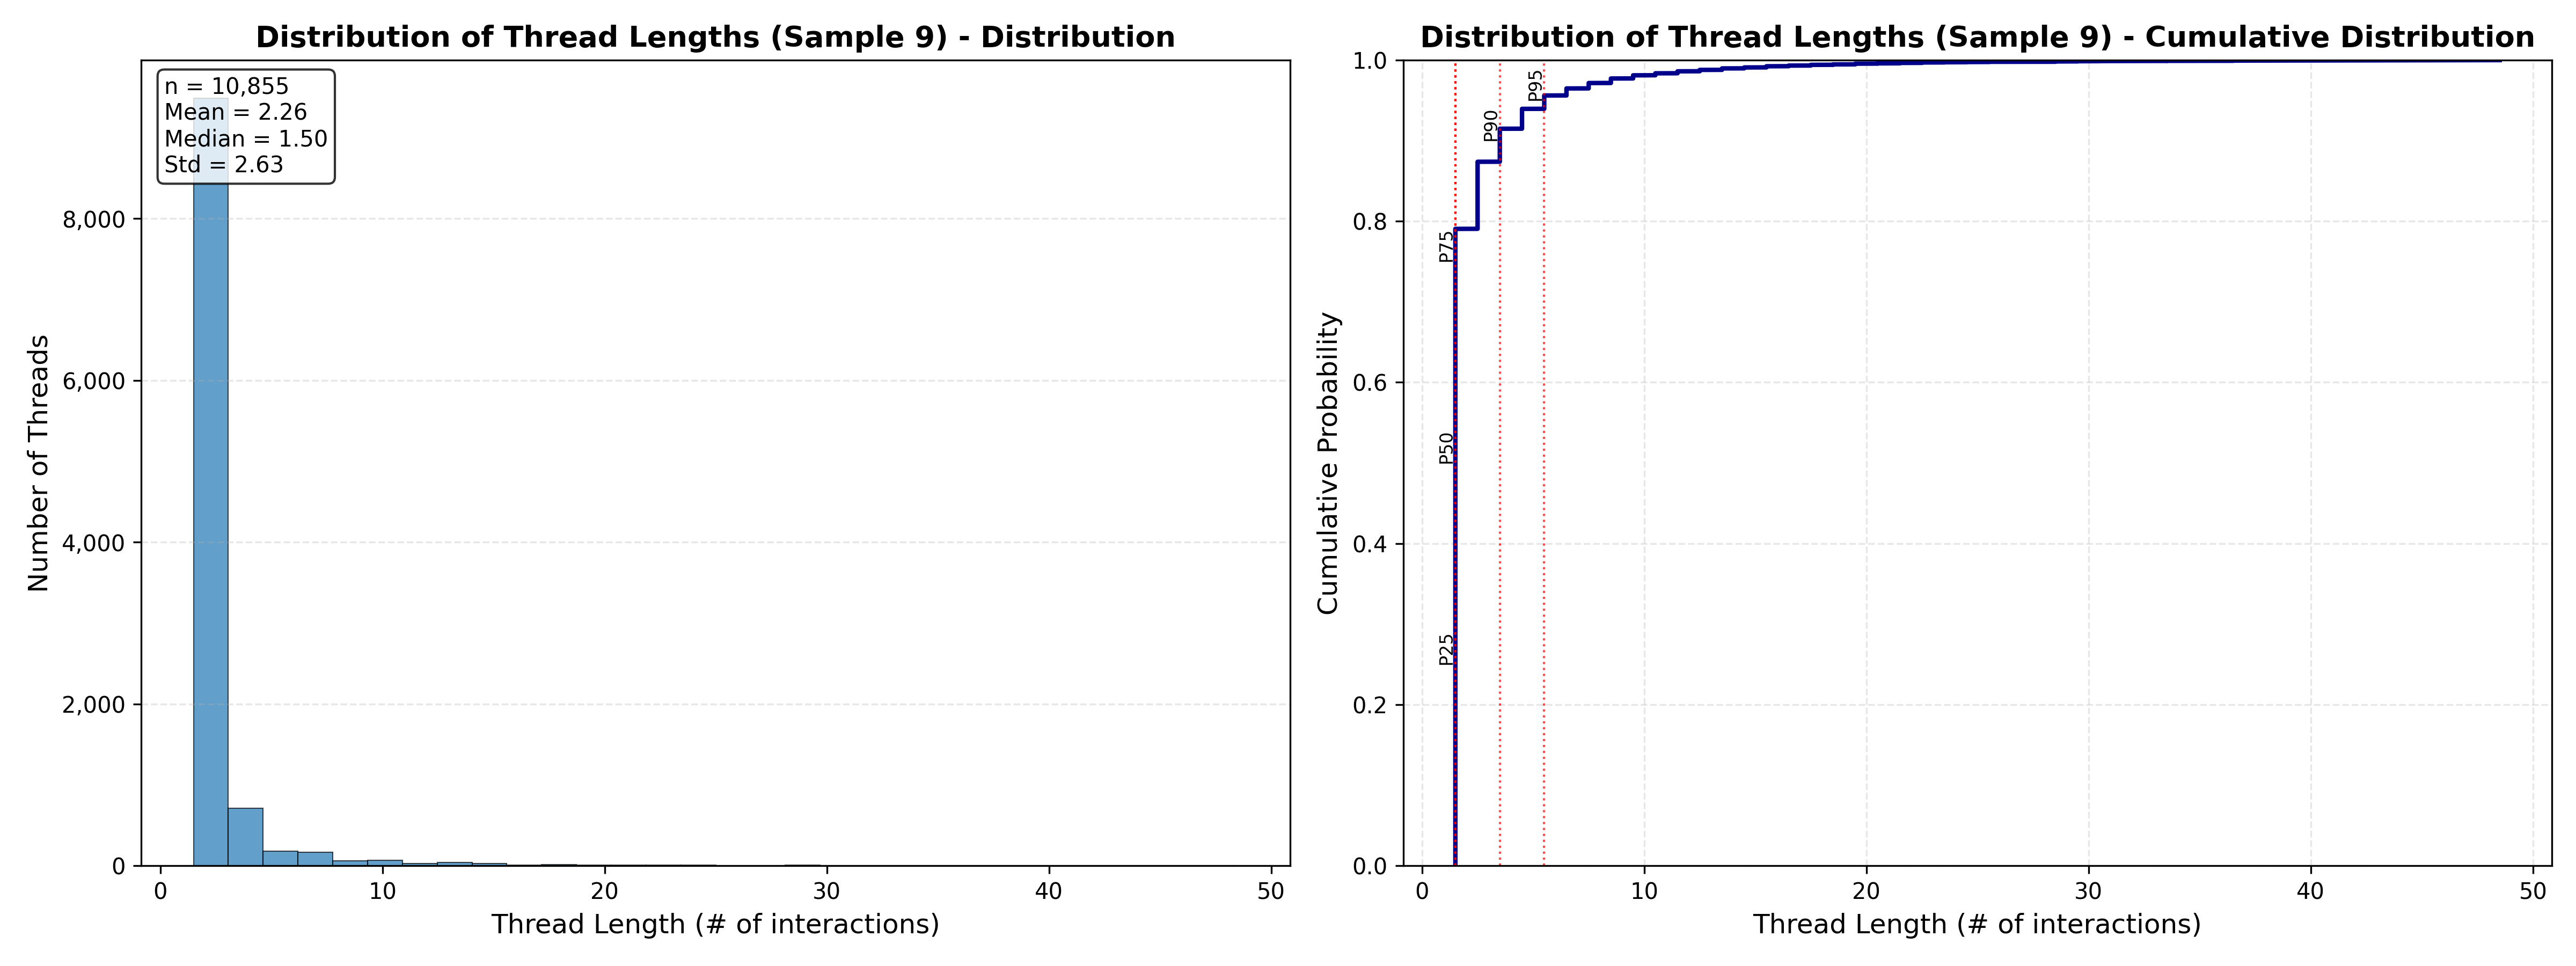 Distribution of Thread Lengths (Sample 9) - Distribution
n = 10,855
Mean = 2.26
Median = 1.50
Std = 2.63
Number of Threads
8,000
6,000
4,000
2,000
0
0 10 20 30 40 50
Thread Length (# of interactions)
Distribution of Thread Lengths (Sample 9) - Cumulative Distribution
Cumulative Probability
1.0
0.8
0.6
0.4
0.2
0.0
P95
P90
P75
P50
P25
0 10 20 30 40 50
Thread Length (# of interactions)